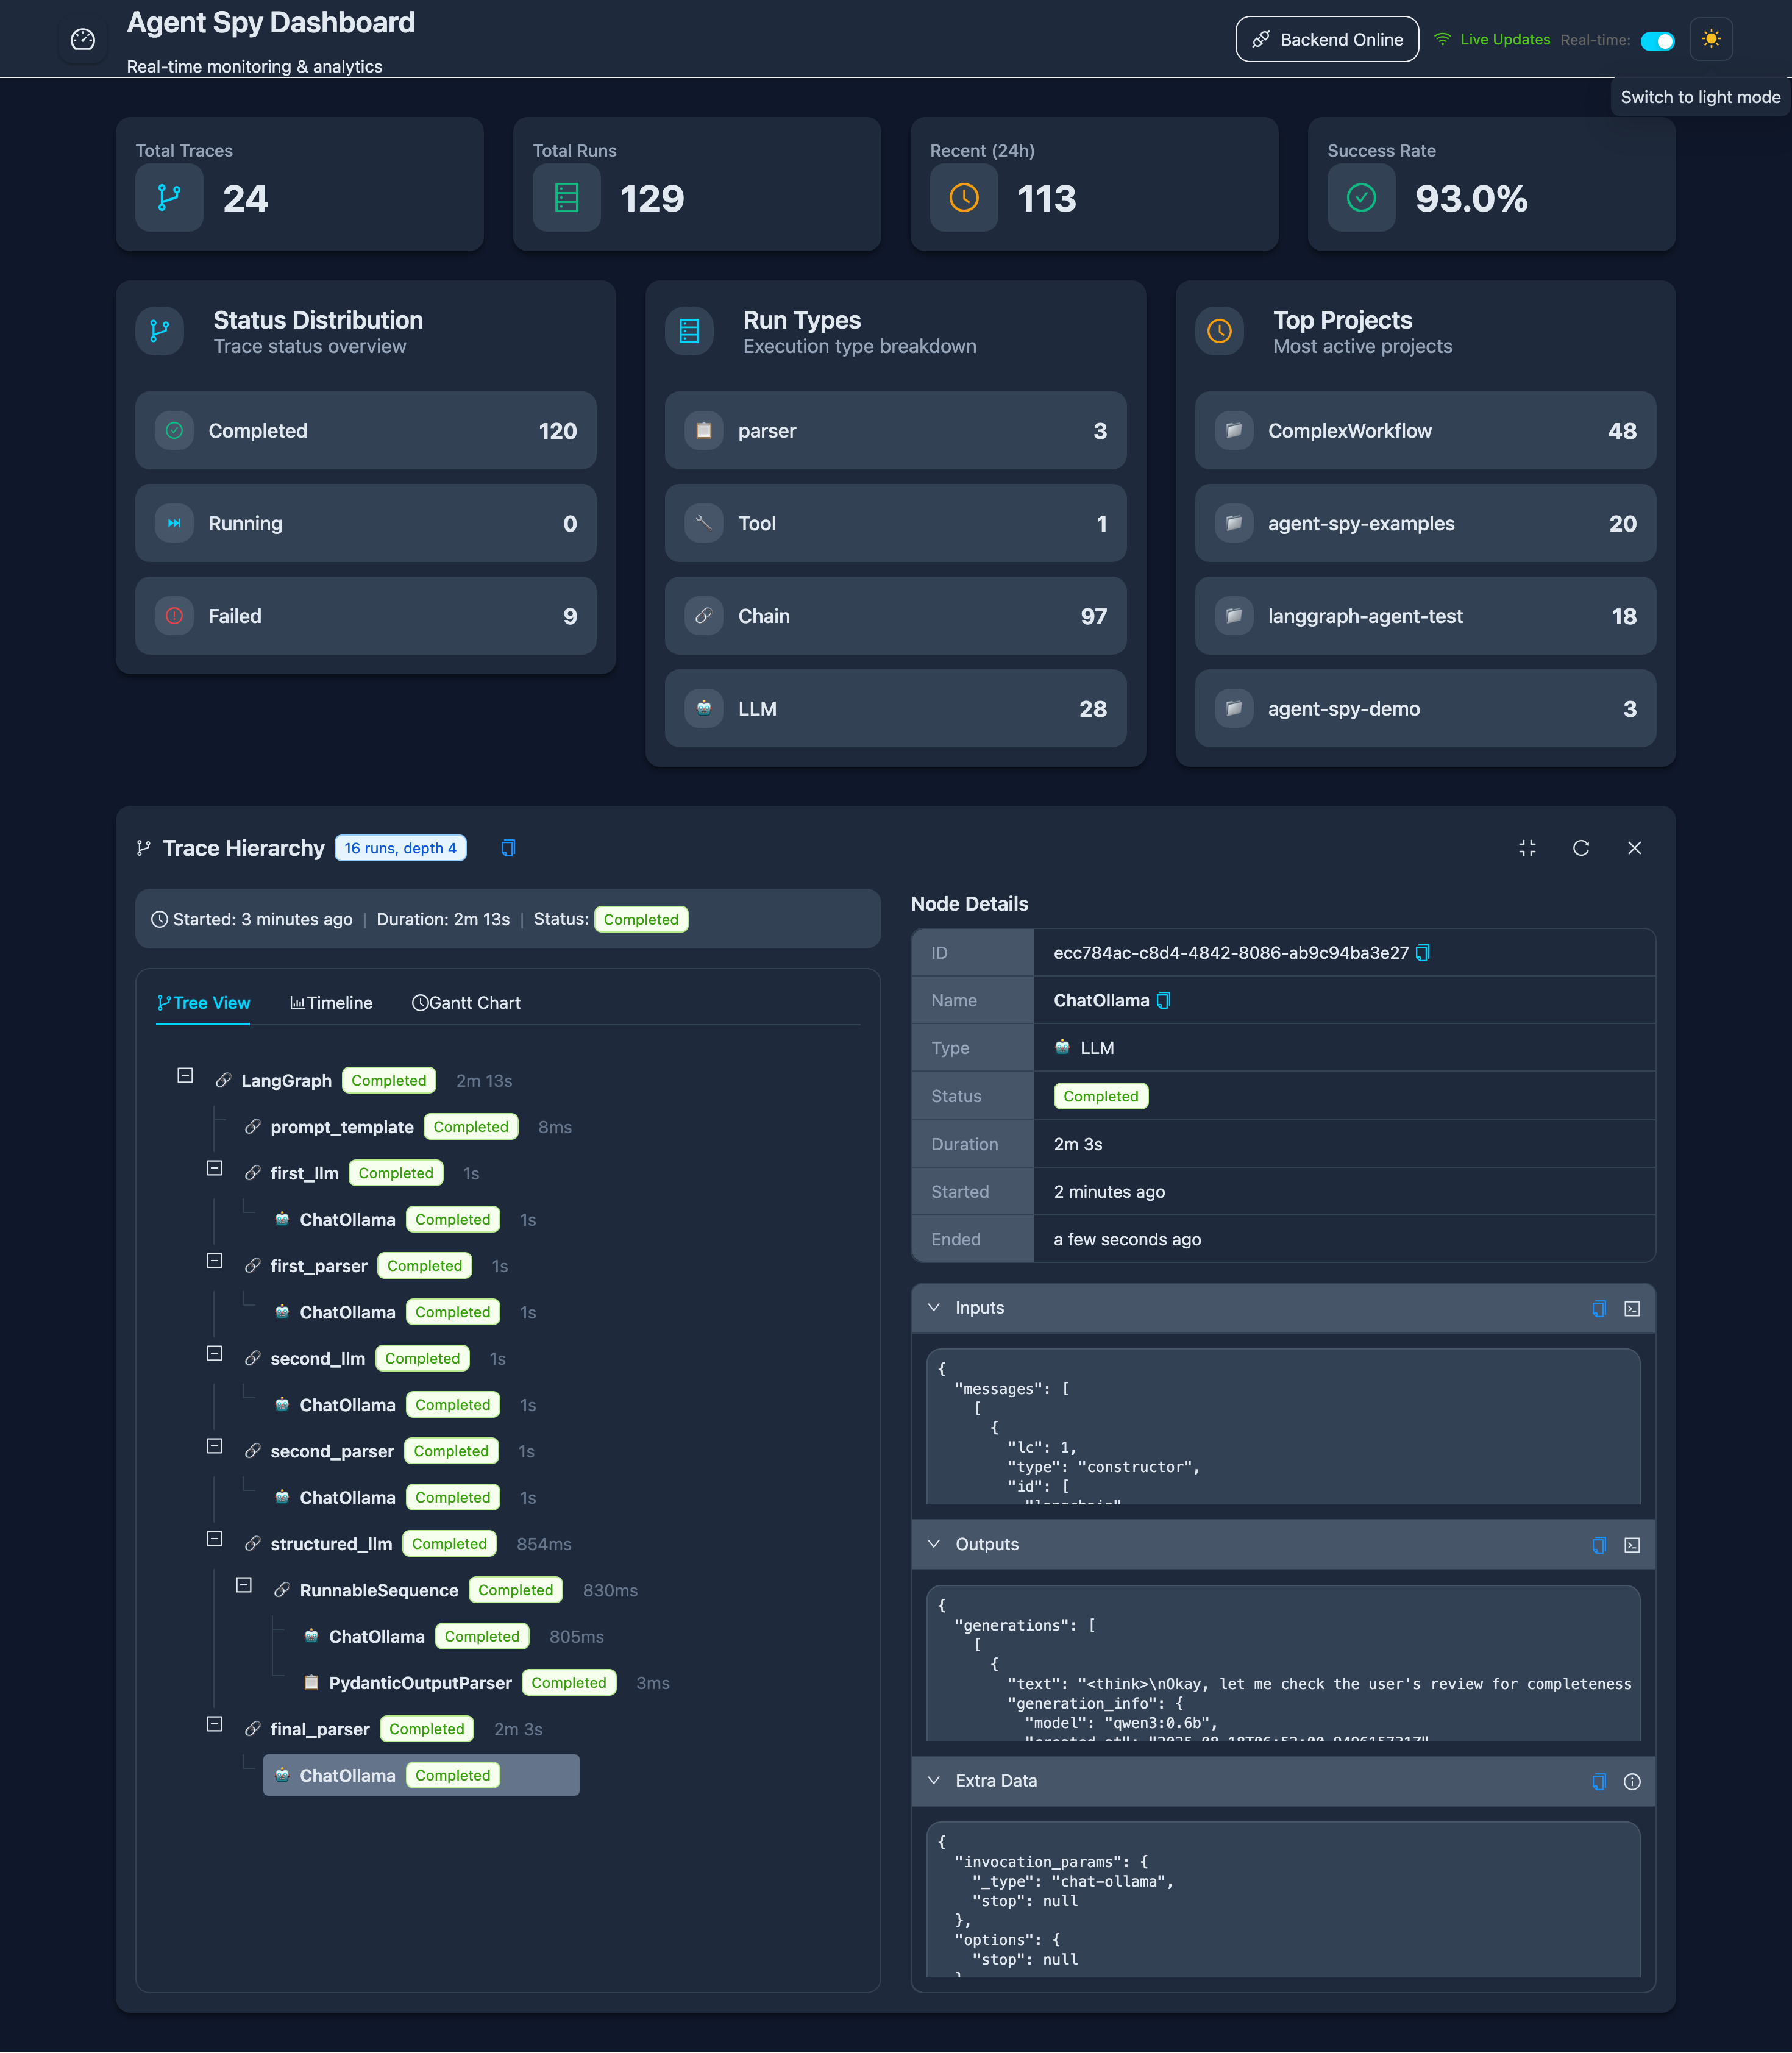 Agent Spy Dashboard
Real-time monitoring & analytics
Backend Online
Live Updates
Real-time:
Switch to light mode
Total Traces
24
Total Runs
129
Recent (24h)
113
Success Rate
93.0%
Status Distribution
Trace status overview
Completed 120
Running 0
Failed 9
Run Types
Execution type breakdown
parser 3
Tool 1
Chain 97
LLM 28
Top Projects
Most active projects
ComplexWorkflow 48
agent-spy-examples 20
langgraph-agent-test 18
agent-spy-demo 3
Trace Hierarchy 16 runs, depth 4
Started: 3 minutes ago | Duration: 2m 13s | Status: Completed
Tree View Timeline Gantt Chart
LangGraph Completed 2m 13s
prompt_template Completed 8ms
first_llm Completed 1s
ChatOllama Completed 1s
first_parser Completed 1s
ChatOllama Completed 1s
second_llm Completed 1s
ChatOllama Completed 1s
second_parser Completed 1s
ChatOllama Completed 1s
structured_llm Completed 854ms
RunnableSequence Completed 830ms
ChatOllama Completed 805ms
PydanticOutputParser Completed 3ms
final_parser Completed 2m 3s
ChatOllama Completed
Node Details
ID ecc784ac-c8d4-4842-8086-ab9c94ba3e27
Name ChatOllama
Type LLM
Status Completed
Duration 2m 3s
Started 2 minutes ago
Ended a few seconds ago
Inputs
{
"messages": [
[
{
"lc": 1,
"type": "constructor",
"id": [
"langchain"
Outputs
{
"generations": [
[
{
"text": "<think>\nOkay, let me check the user's review for completeness
"generation_info": {
"model": "qwen3:0.6b",
Extra Data
{
"invocation_params": {
"_type": "chat-ollama",
"stop": null
},
"options": {
"stop": null
}